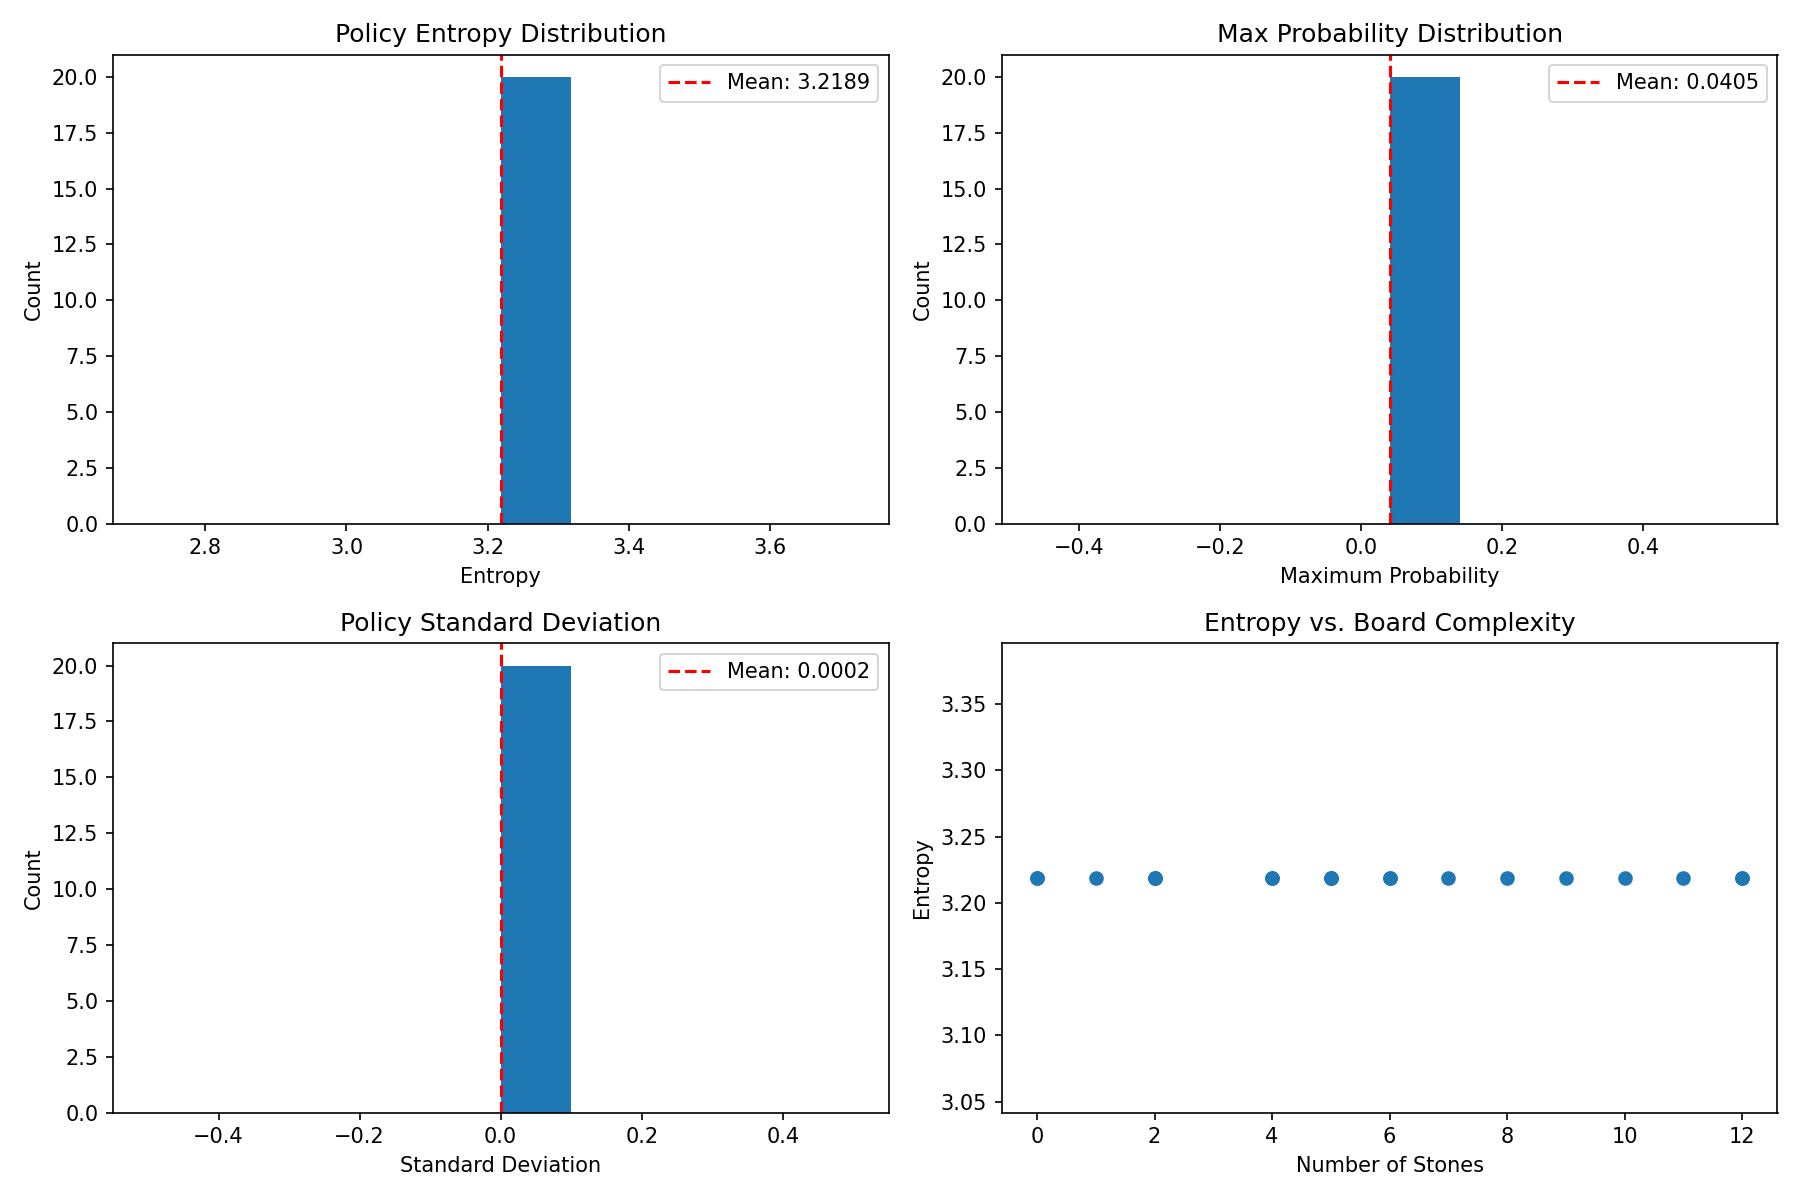 Policy Entropy Distribution
20.0
17.5
15.0
12.5
10.0
7.5
5.0
2.5
0.0
Count
Mean: 3.2189
2.8 3.0 3.2 3.4 3.6
Entropy
Max Probability Distribution
20.0
17.5
15.0
12.5
10.0
7.5
5.0
2.5
0.0
Count
Mean: 0.0405
−0.4 −0.2 0.0 0.2 0.4
Maximum Probability
Policy Standard Deviation
20.0
17.5
15.0
12.5
10.0
7.5
5.0
2.5
0.0
Count
Mean: 0.0002
−0.4 −0.2 0.0 0.2 0.4
Standard Deviation
Entropy vs. Board Complexity
3.35
3.30
3.25
3.20
3.15
3.10
3.05
Entropy
0 2 4 6 8 10 12
Number of Stones